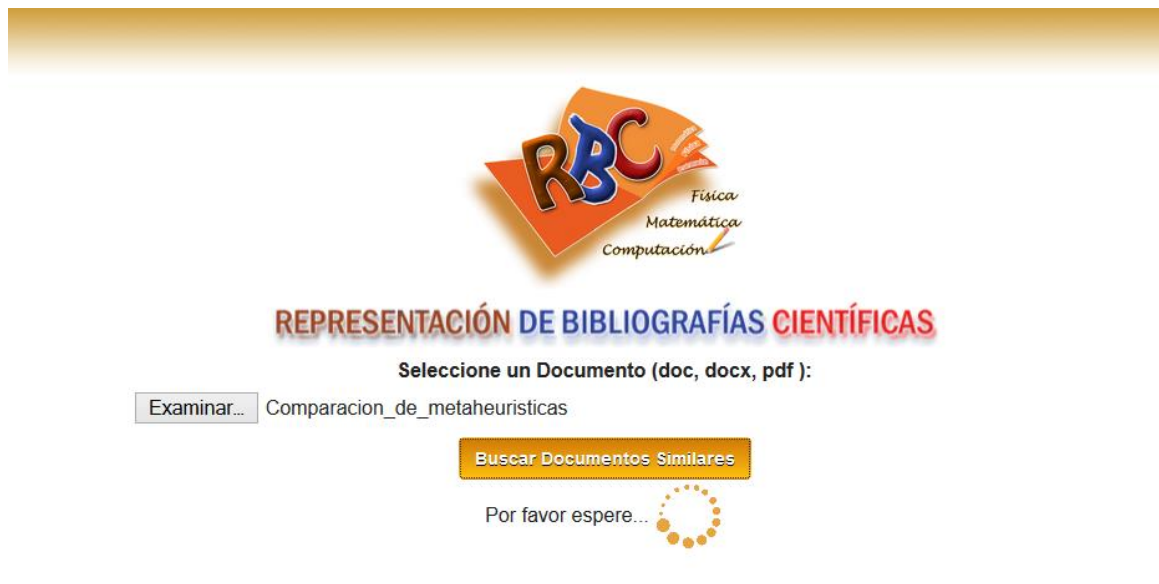 RBC
Física
Matemática
Computación
REPRESENTACIÓN DE BIBLIOGRAFÍAS CIENTÍFICAS
Seleccione un Documento (doc, docx, pdf ):
Examinar... Comparacion_de_metaheuristicas
Buscar Documentos Similares
Por favor espere...